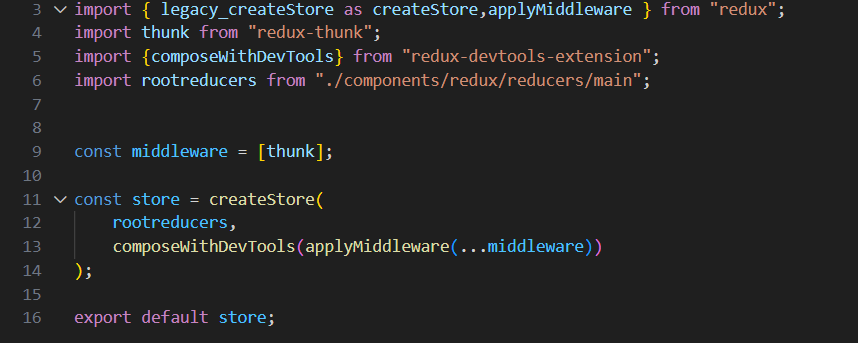 3 import { legacy_createStore as createStore,applyMiddleware } from "redux";
4 import thunk from "redux-thunk";
5 import {composeWithDevTools} from "redux-devtools-extension";
6 import rootreducers from "./components/redux/reducers/main";
7
8
9 const middleware = [thunk];
10
11 const store = createStore(
12     rootreducers,
13     composeWithDevTools(applyMiddleware(...middleware))
14 );
15
16 export default store;